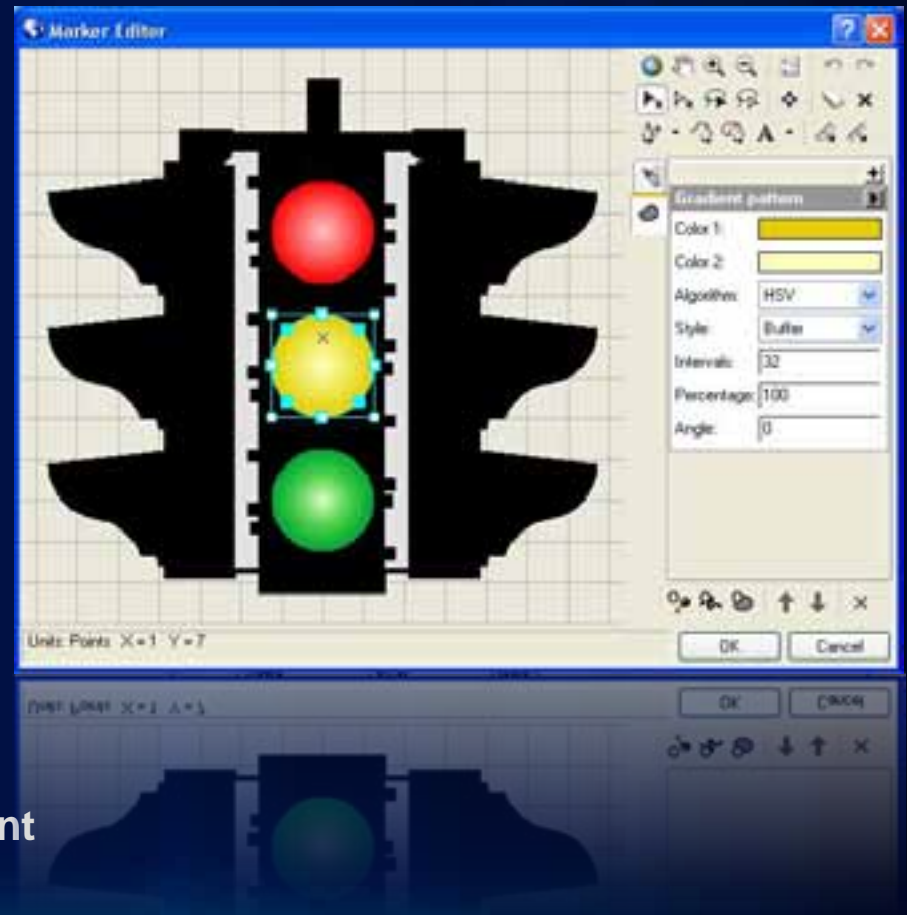 Marker Editor
Gradient pattern
Color 1:
Color 2:
Algorithm: HSV
Style: Buffer
Intervals: 32
Percentage: 100
Angle: 0
Units: Points X=1 Y=7
OK
Cancel
nt